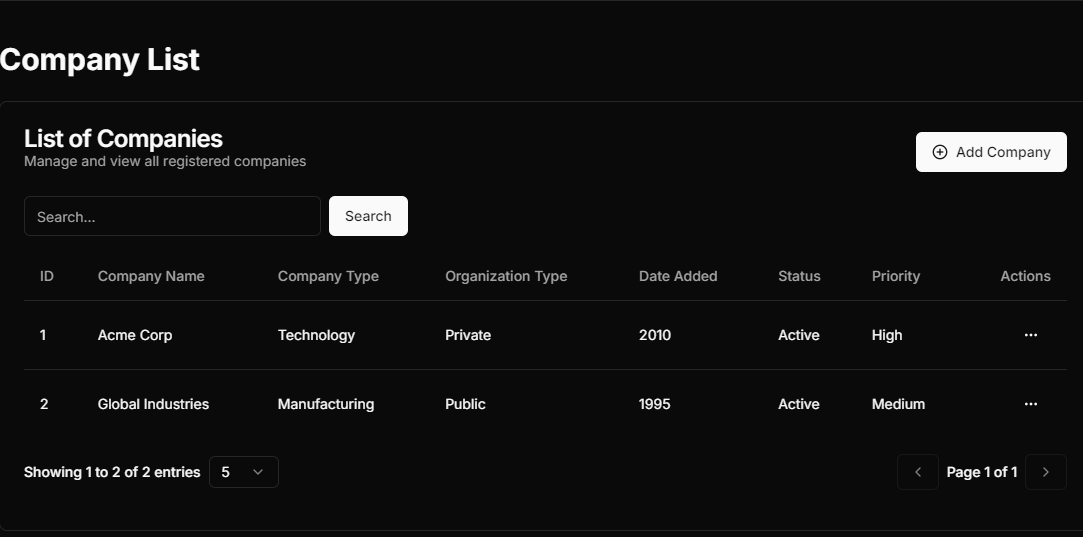 Company List
List of Companies
Manage and view all registered companies
Add Company
Search...
Search
ID Company Name Company Type Organization Type Date Added Status Priority Actions
1 Acme Corp Technology Private 2010 Active High ...
2 Global Industries Manufacturing Public 1995 Active Medium ...
Showing 1 to 2 of 2 entries 5 Page 1 of 1